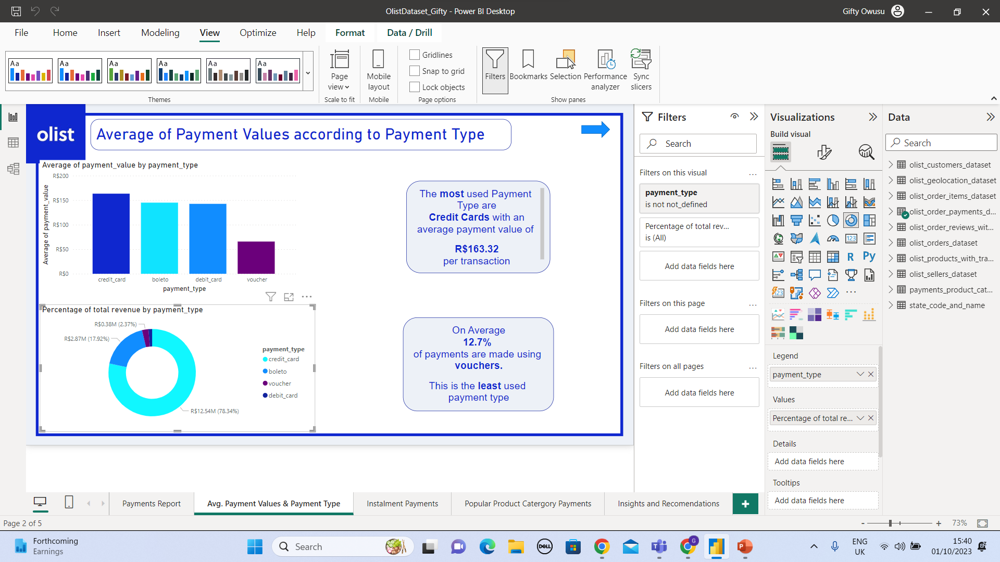 OlistDataset_Gifty - Power BI Desktop
Gifty Owusu
File
Home
Insert
Modeling
View
Optimize
Help
Format
Data / Drill
Aa
Aa
Aa
Aa
Aa
Aa
Themes
Page
view
Scale to fit
Mobile
layout
Mobile
Gridlines
Snap to grid
Lock objects
Page options
Filters
Bookmarks
Selection
Performance
analyzer
Sync
slicers
Show panes
olist
Average of Payment Values according to Payment Type
Average of payment_value by payment_type
R$200
R$150
R$100
R$50
R$0
Average of payment_value
credit_card
boleto
debit_card
voucher
payment_type
Percentage of total revenue by payment_type
R$0.38M (2.37%)
R$2.87M (17.92%)
R$12.54M (78.34%)
payment_type
credit_card
boleto
voucher
debit_card
The most used Payment
Type are
Credit Cards with an
average payment value of
R$163.32
per transaction
On Average
12.7%
of payments are made using
vouchers.
This is the least used
payment type
Filters
Search
Filters on this visual
...
payment_type
is not not_defined
Percentage of total rev...
is (All)
Add data fields here
Filters on this page
...
Add data fields here
Filters on all pages
...
Add data fields here
Visualizations
Build visual
123
R
Py
123
...
Legend
payment_type
Values
Percentage of total re...
Details
Add data fields here
Tooltips
Add data fields here
Data
Search
olist_customers_dataset
olist_geolocation_dataset
olist_order_items_dataset
olist_order_payments_d...
olist_order_reviews_wit...
olist_orders_dataset
olist_products_with_tra...
olist_sellers_dataset
payments_product_cat...
state_code_and_name
Payments Report
Avg. Payment Values & Payment Type
Instalment Payments
Popular Product Catergory Payments
Insights and Recomendations
+
Page 2 of 5
-
+
73%
Forthcoming
Earnings
Search
DELL
G
T
P
ENG
UK
15:40
01/10/2023